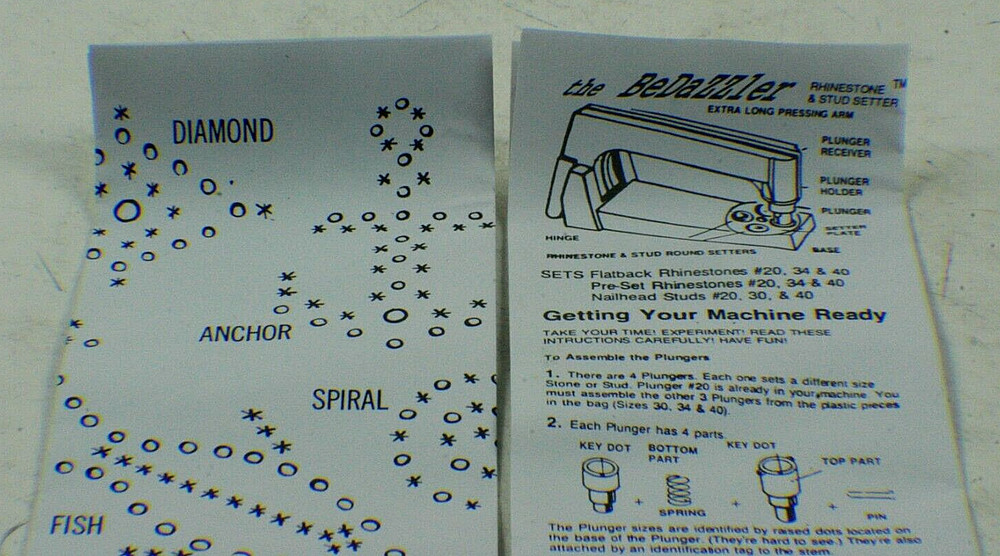 DIAMOND
ANCHOR
SPIRAL
FISH
the BeDaZZler RHINESTONE & STUD SETTER ™
EXTRA LONG PRESSING ARM
PLUNGER
RECEIVER
PLUNGER
HOLDER
PLUNGER
SETTER
PLATE
HINGE
BASE
RHINESTONE & STUD ROUND SETTERS
SETS Flatback Rhinestones #20, 34 & 40
Pre-Set Rhinestones #20, 34 & 40
Nailhead Studs #20, 30, & 40
Getting Your Machine Ready
TAKE YOUR TIME! EXPERIMENT! READ THESE
INSTRUCTIONS CAREFULLY! HAVE FUN!
To Assemble the Plungers
1. There are 4 Plungers. Each one sets a different size
Stone or Stud. Plunger #20 is already in your machine. You
must assemble the other 3 Plungers from the plastic pieces
in the bag (Sizes 30, 34 & 40).
2. Each Plunger has 4 parts.
KEY DOT
BOTTOM
PART
KEY DOT
TOP PART
+
+
+
SPRING
PIN
The Plunger sizes are identified by raised dots located on
the base of the Plunger. (They're hard to see.) They're also
attached by an identification tag to the stem.